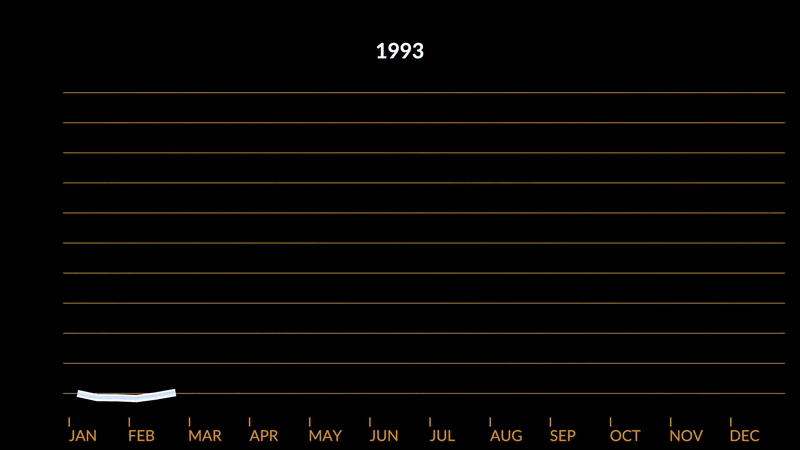 1993
JAN FEB MAR APR MAY JUN JUL AUG SEP OCT NOV DEC